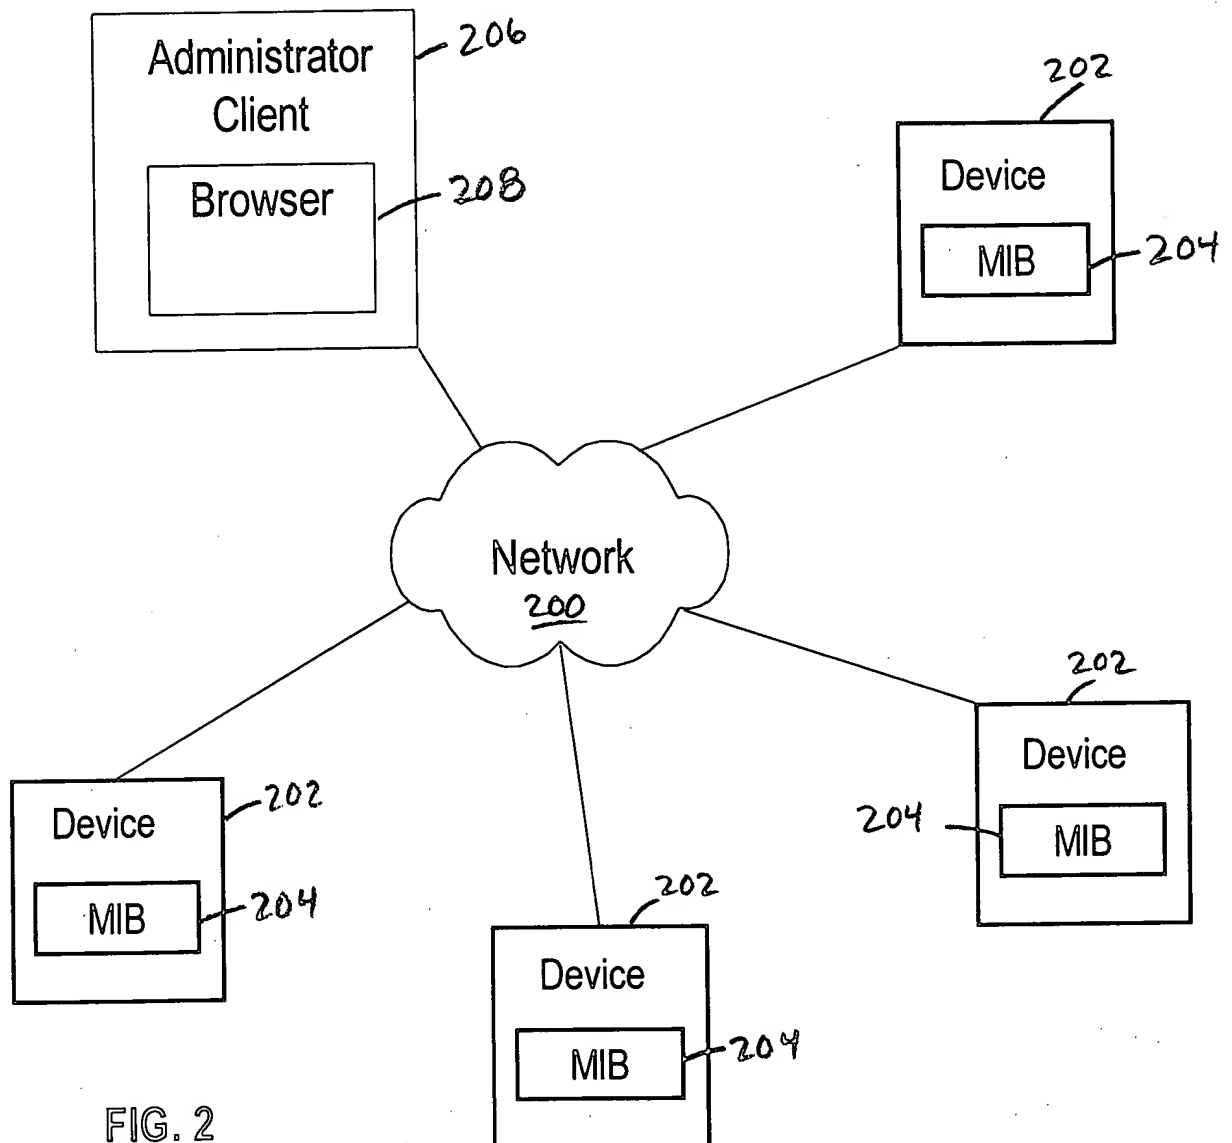 Administrator
Client
206
Browser
208
202
Device
MIB
204
Network
200
202
Device
204
MIB
Device
202
MIB
204
202
Device
MIB
204
FIG. 2